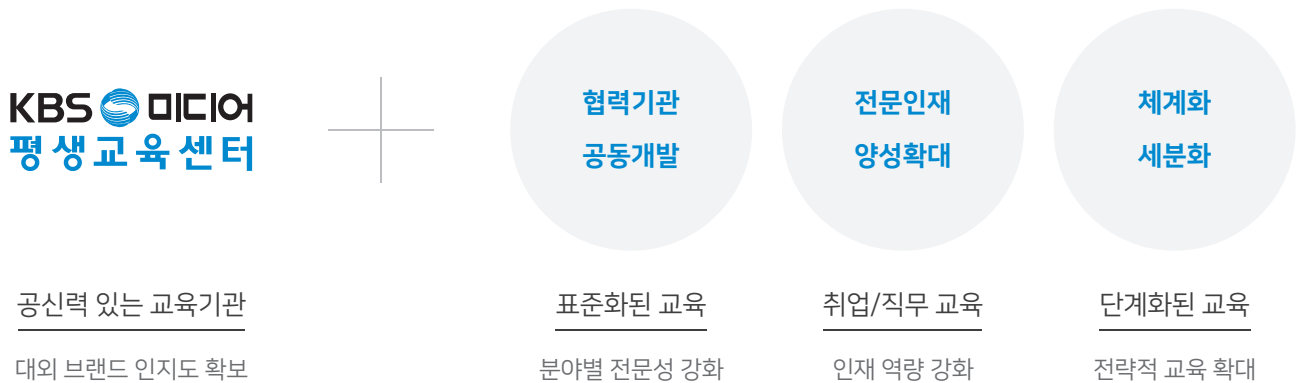 KBS 미디어
평생교육센터
공신력 있는 교육기관
대외 브랜드 인지도 확보
협력기관
공동개발
표준화된 교육
분야별 전문성 강화
전문인재
양성확대
취업/직무 교육
인재 역량 강화
체계화
세분화
단계화된 교육
전략적 교육 확대